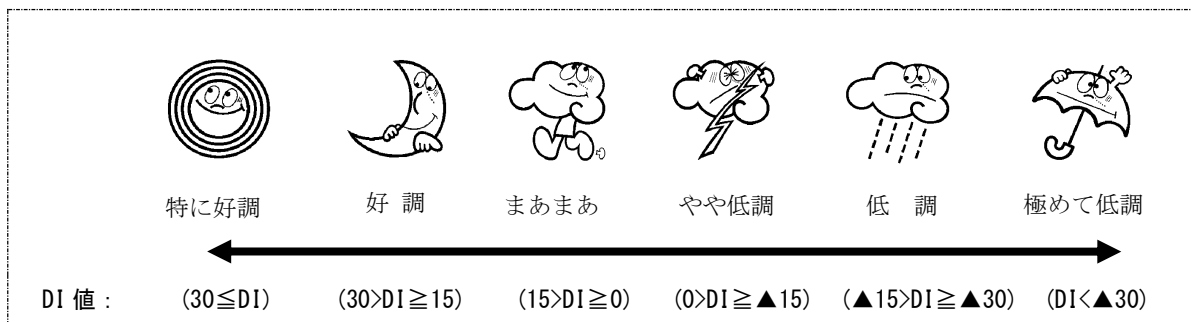 特に好調 好 調 まあまあ やや低調 低 調 極めて低調
DI 値： (30≦DI) (30>DI≧15) (15>DI≧0) (0>DI≧▲15) (▲15>DI≧▲30) (DI<▲30)